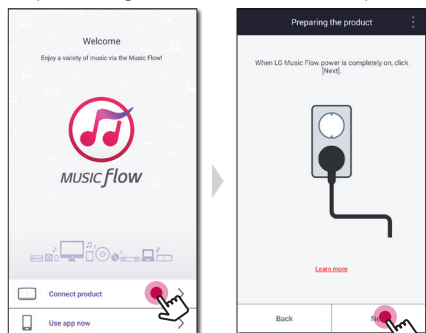 Welcome
Enjoy a variety of music via the Music Flow!
MUSIC flow
Connect product
Use app now
Preparing the product
When LG Music Flow power is completely on, click
[Next].
Learn more
Back